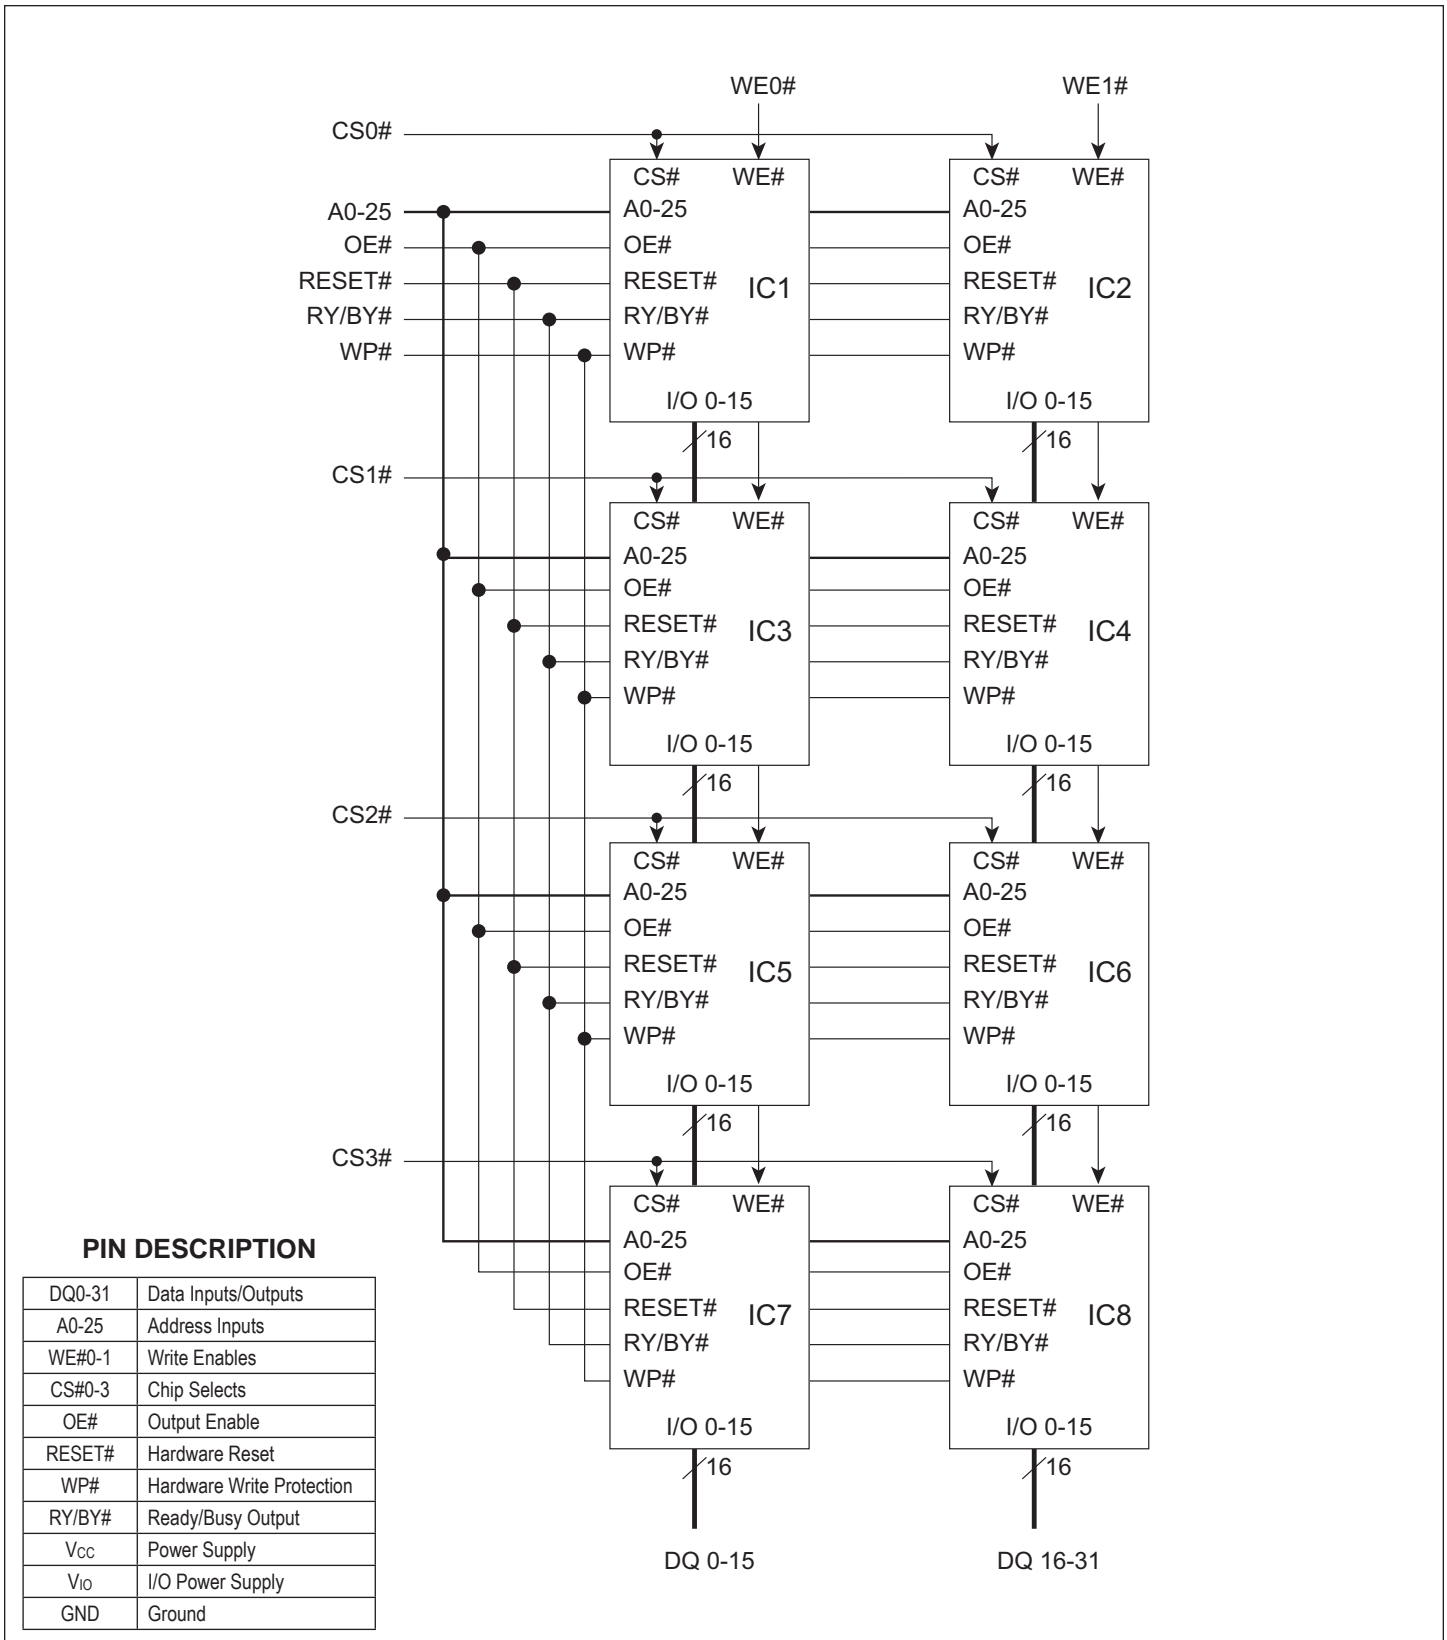 WE0# WE1#
CS0#
CS# WE# CS# WE#
A0-25 A0-25 A0-25
OE# OE# OE#
RESET# RESET# IC1 RESET# IC2
RY/BY# RY/BY# RY/BY#
WP# WP# WP#
I/O 0-15 I/O 0-15
16 16
CS1#
CS# WE# CS# WE#
A0-25 A0-25
OE# OE#
RESET# IC3 RESET# IC4
RY/BY# RY/BY#
WP# WP#
I/O 0-15 I/O 0-15
16 16
CS2#
CS# WE# CS# WE#
A0-25 A0-25
OE# OE#
RESET# IC5 RESET# IC6
RY/BY# RY/BY#
WP# WP#
I/O 0-15 I/O 0-15
16 16
CS3#
CS# WE# CS# WE#
A0-25 A0-25
OE# OE#
RESET# IC7 RESET# IC8
RY/BY# RY/BY#
WP# WP#
I/O 0-15 I/O 0-15
16 16
DQ 0-15 DQ 16-31
PIN DESCRIPTION
DQ0-31 Data Inputs/Outputs
A0-25 Address Inputs
WE#0-1 Write Enables
CS#0-3 Chip Selects
OE# Output Enable
RESET# Hardware Reset
WP# Hardware Write Protection
RY/BY# Ready/Busy Output
VCC Power Supply
VIO I/O Power Supply
GND Ground